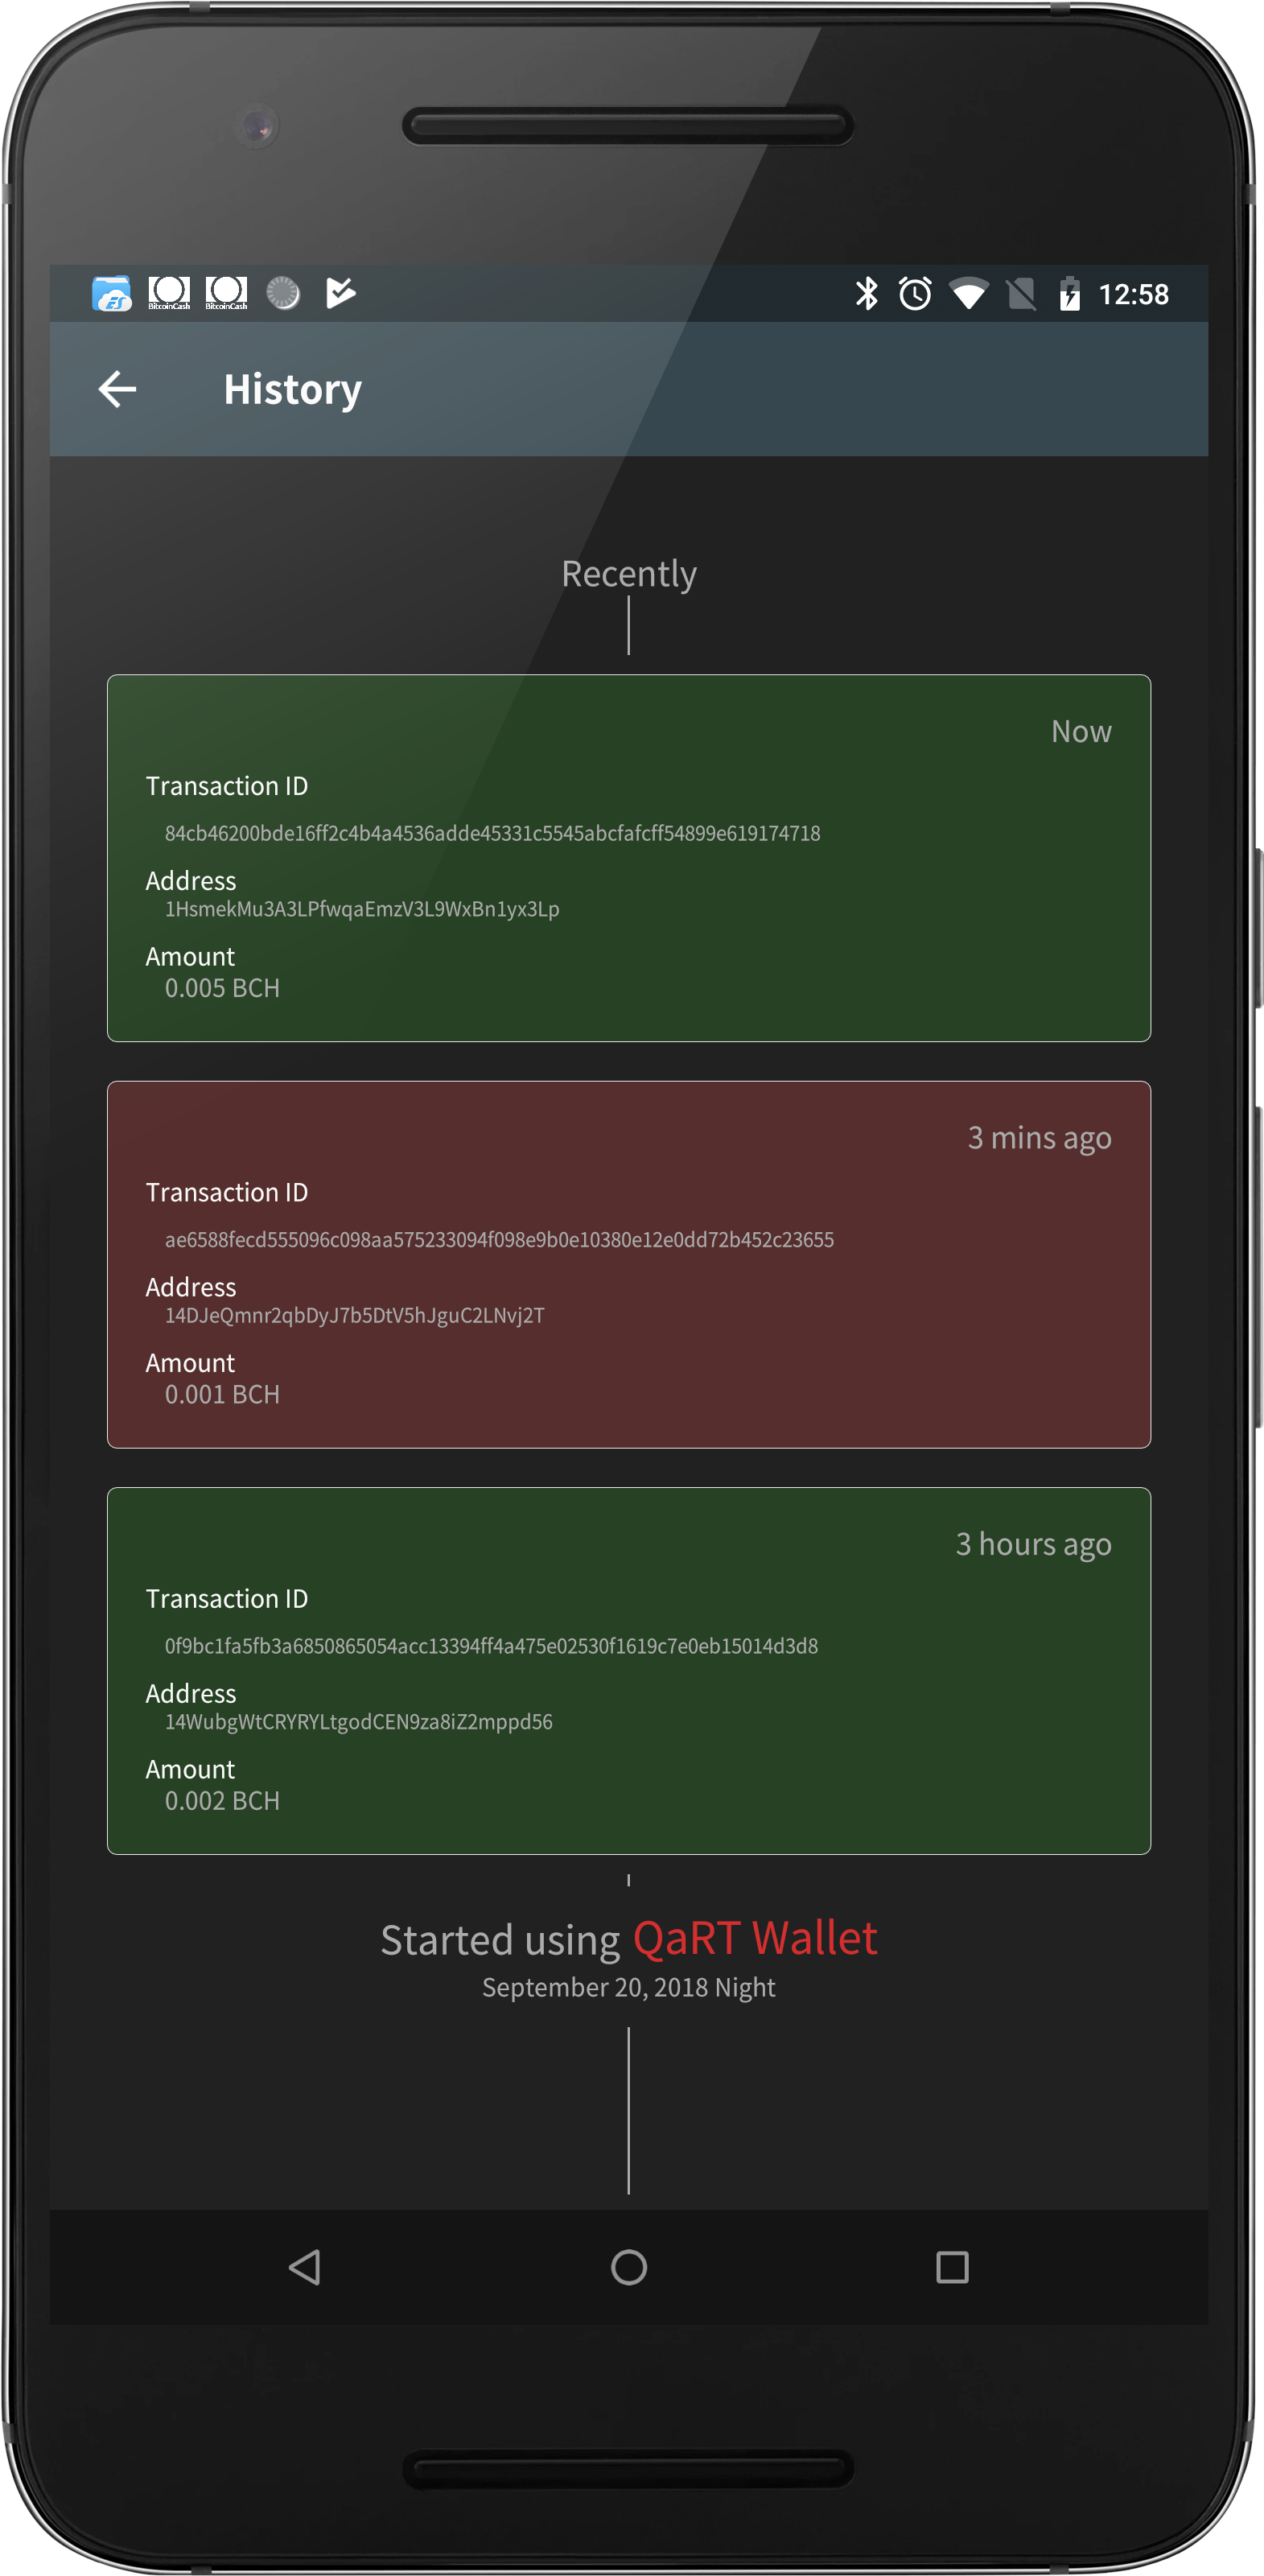 BitcoinCash BitcoinCash 12:58
History
Recently
Now
Transaction ID
84cb46200bde16ff2c4b4a4536adde45331c5545abcfafcff54899e619174718
Address
1HsmekMu3A3LPfwqaEmzV3L9WxBn1yx3Lp
Amount
0.005 BCH
3 mins ago
Transaction ID
ae6588fecd555096c098aa575233094f098e9b0e10380e12e0dd72b452c23655
Address
14DJeQmnr2qbDyJ7b5DtV5hJguC2LNvj2T
Amount
0.001 BCH
3 hours ago
Transaction ID
0f9bc1fa5fb3a6850865054acc13394ff4a475e02530f1619c7e0eb15014d3d8
Address
14WubgWtCRYRYLtgodCEN9za8iZ2mppd56
Amount
0.002 BCH
Started using QaRT Wallet
September 20, 2018 Night